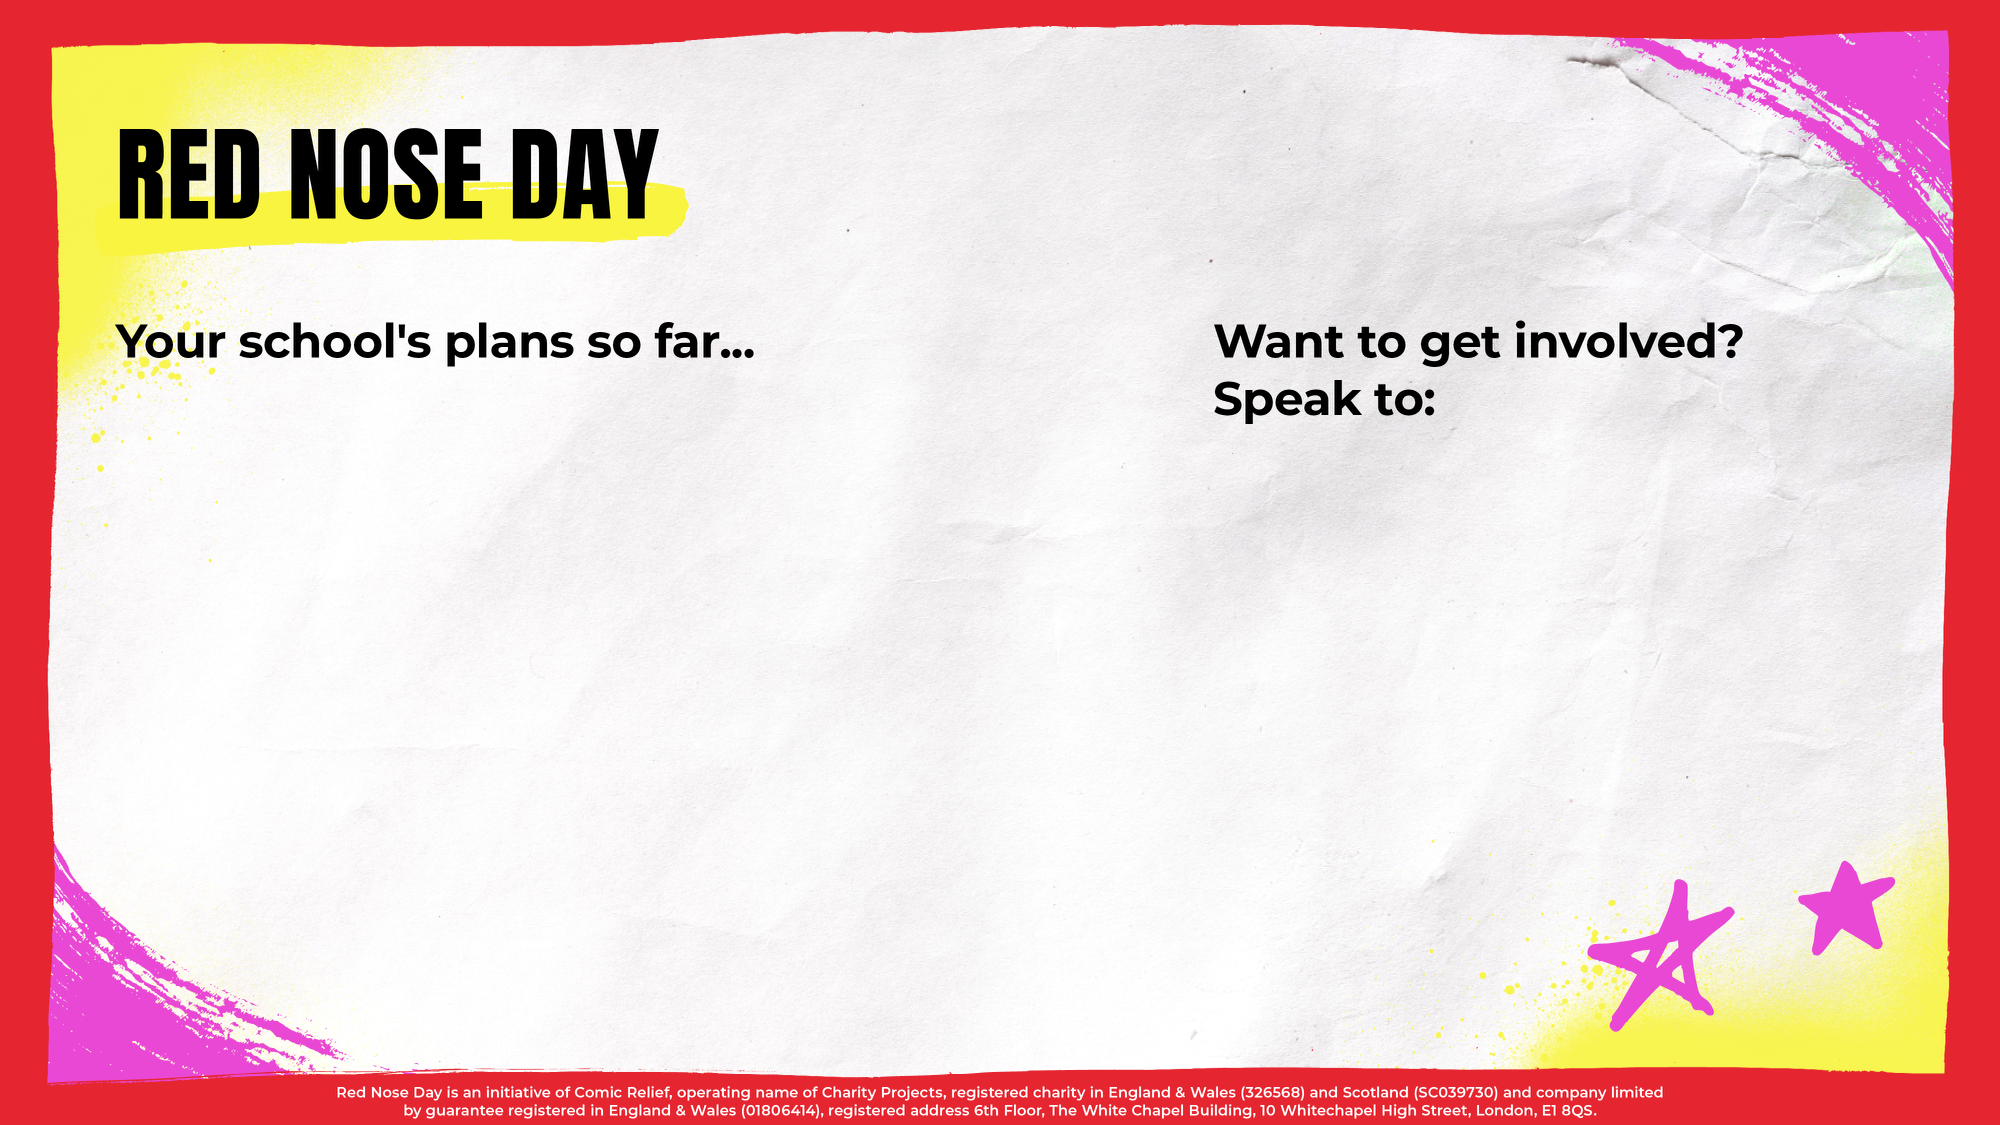 RED NOSE DAY
Your school's plans so far...
Want to get involved?
Speak to:
Red Nose Day is an initiative of Comic Relief, operating name of Charity Projects, registered charity in England & Wales (326568) and Scotland (SC039730) and company limited
by guarantee registered in England & Wales (01806414), registered address 6th Floor, The White Chapel Building, 10 Whitechapel High Street, London, E1 8QS.